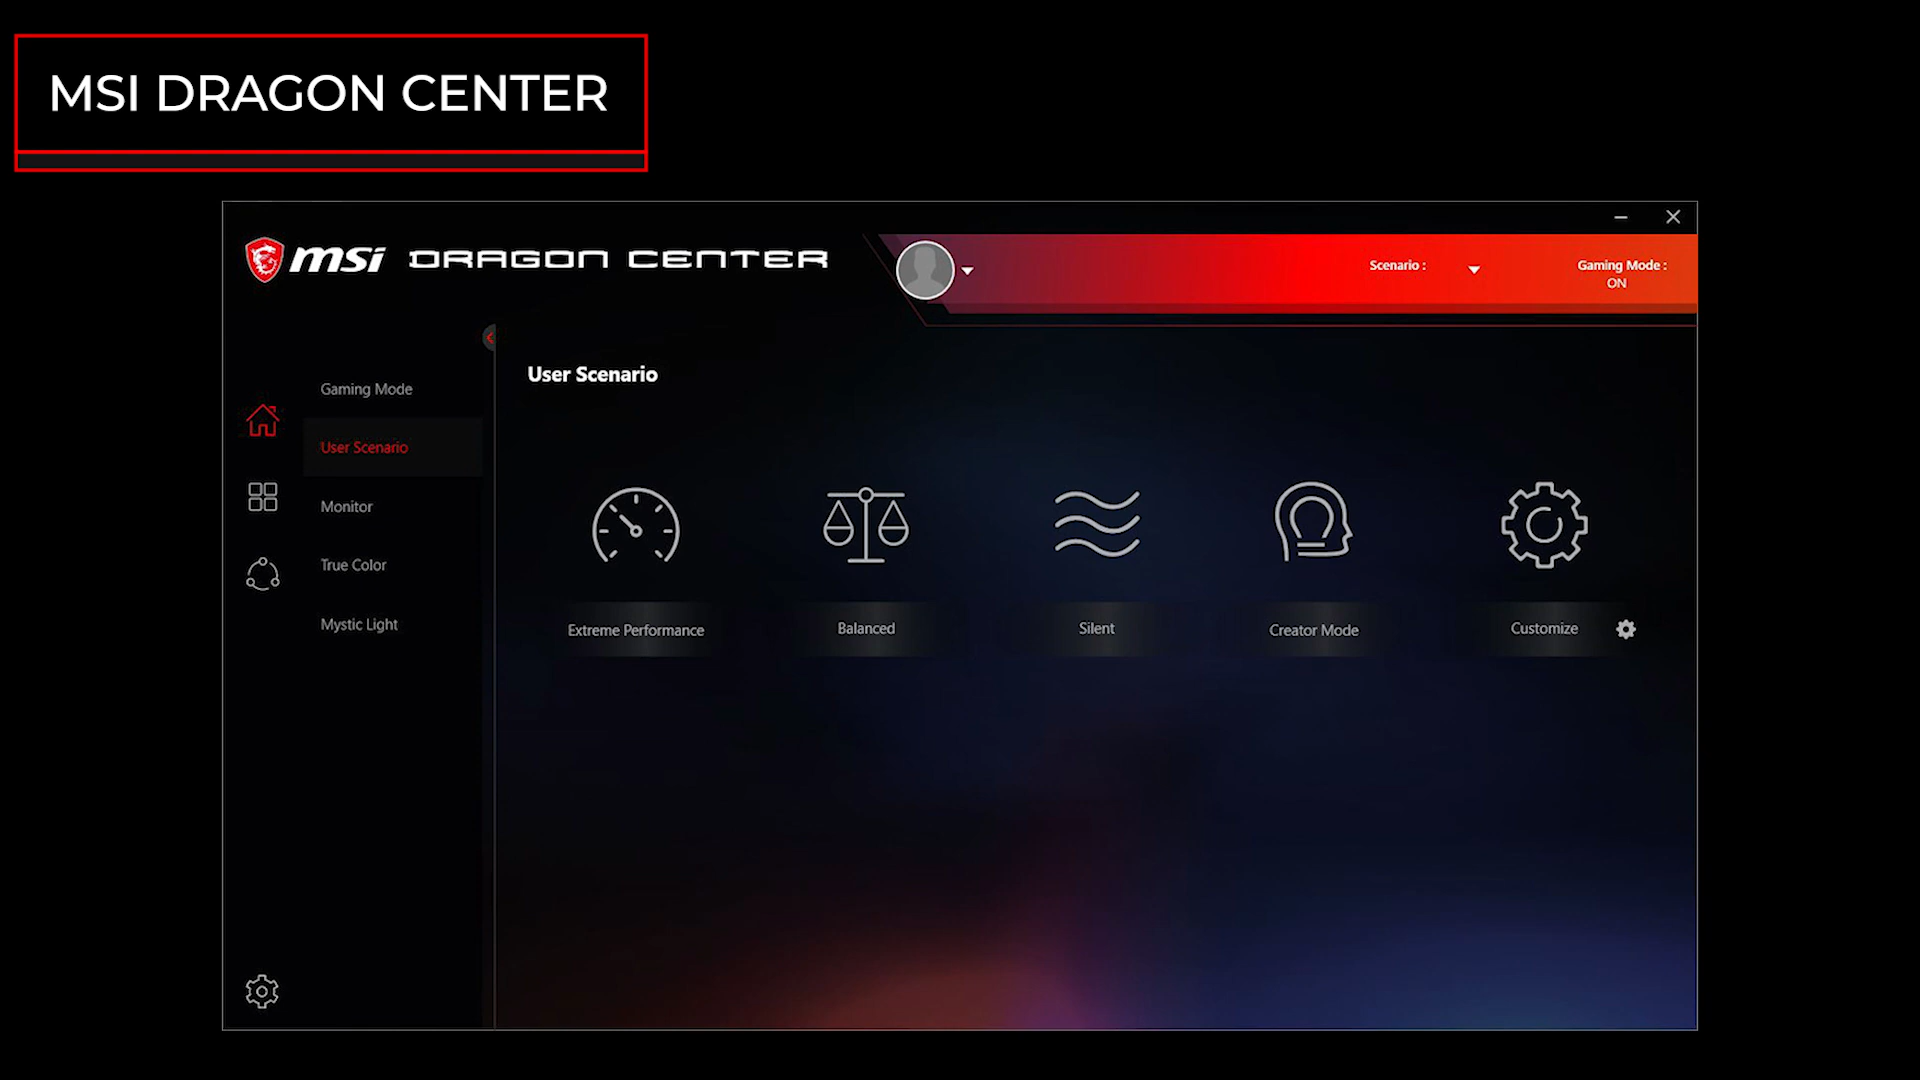 MSI DRAGON CENTER
msi DRAGON CENTER
Scenario :
Gaming Mode :
ON
Gaming Mode
User Scenario
Monitor
True Color
Mystic Light
User Scenario
Extreme Performance
Balanced
Silent
Creator Mode
Customize